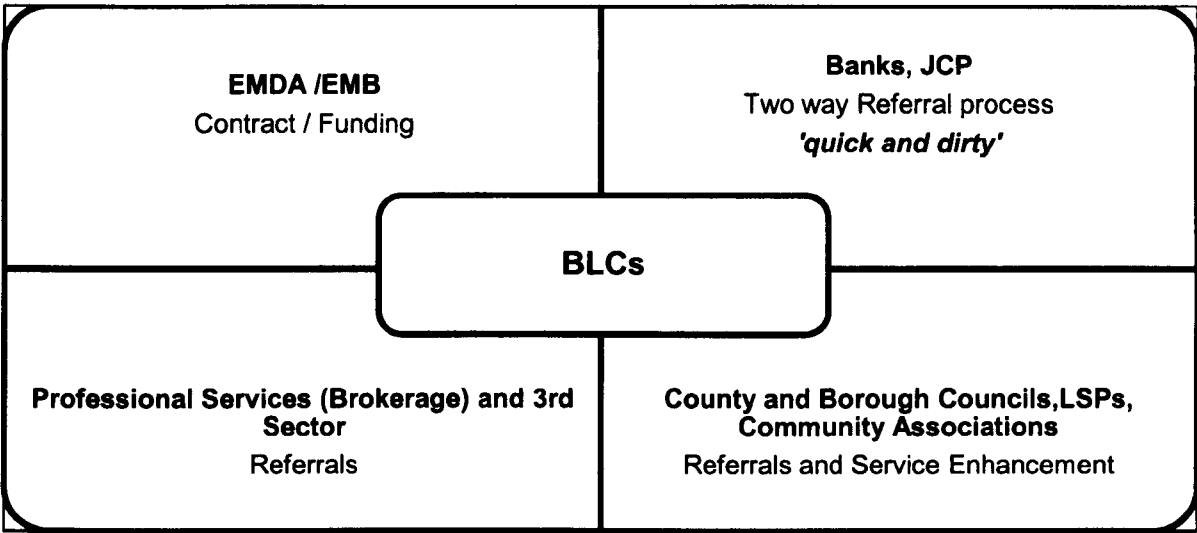 EMDA /EMB
Contract / Funding
Banks, JCP
Two way Referral process
'quick and dirty'
BLCs
Professional Services (Brokerage) and 3rd
Sector
Referrals
County and Borough Councils,LSPs,
Community Associations
Referrals and Service Enhancement